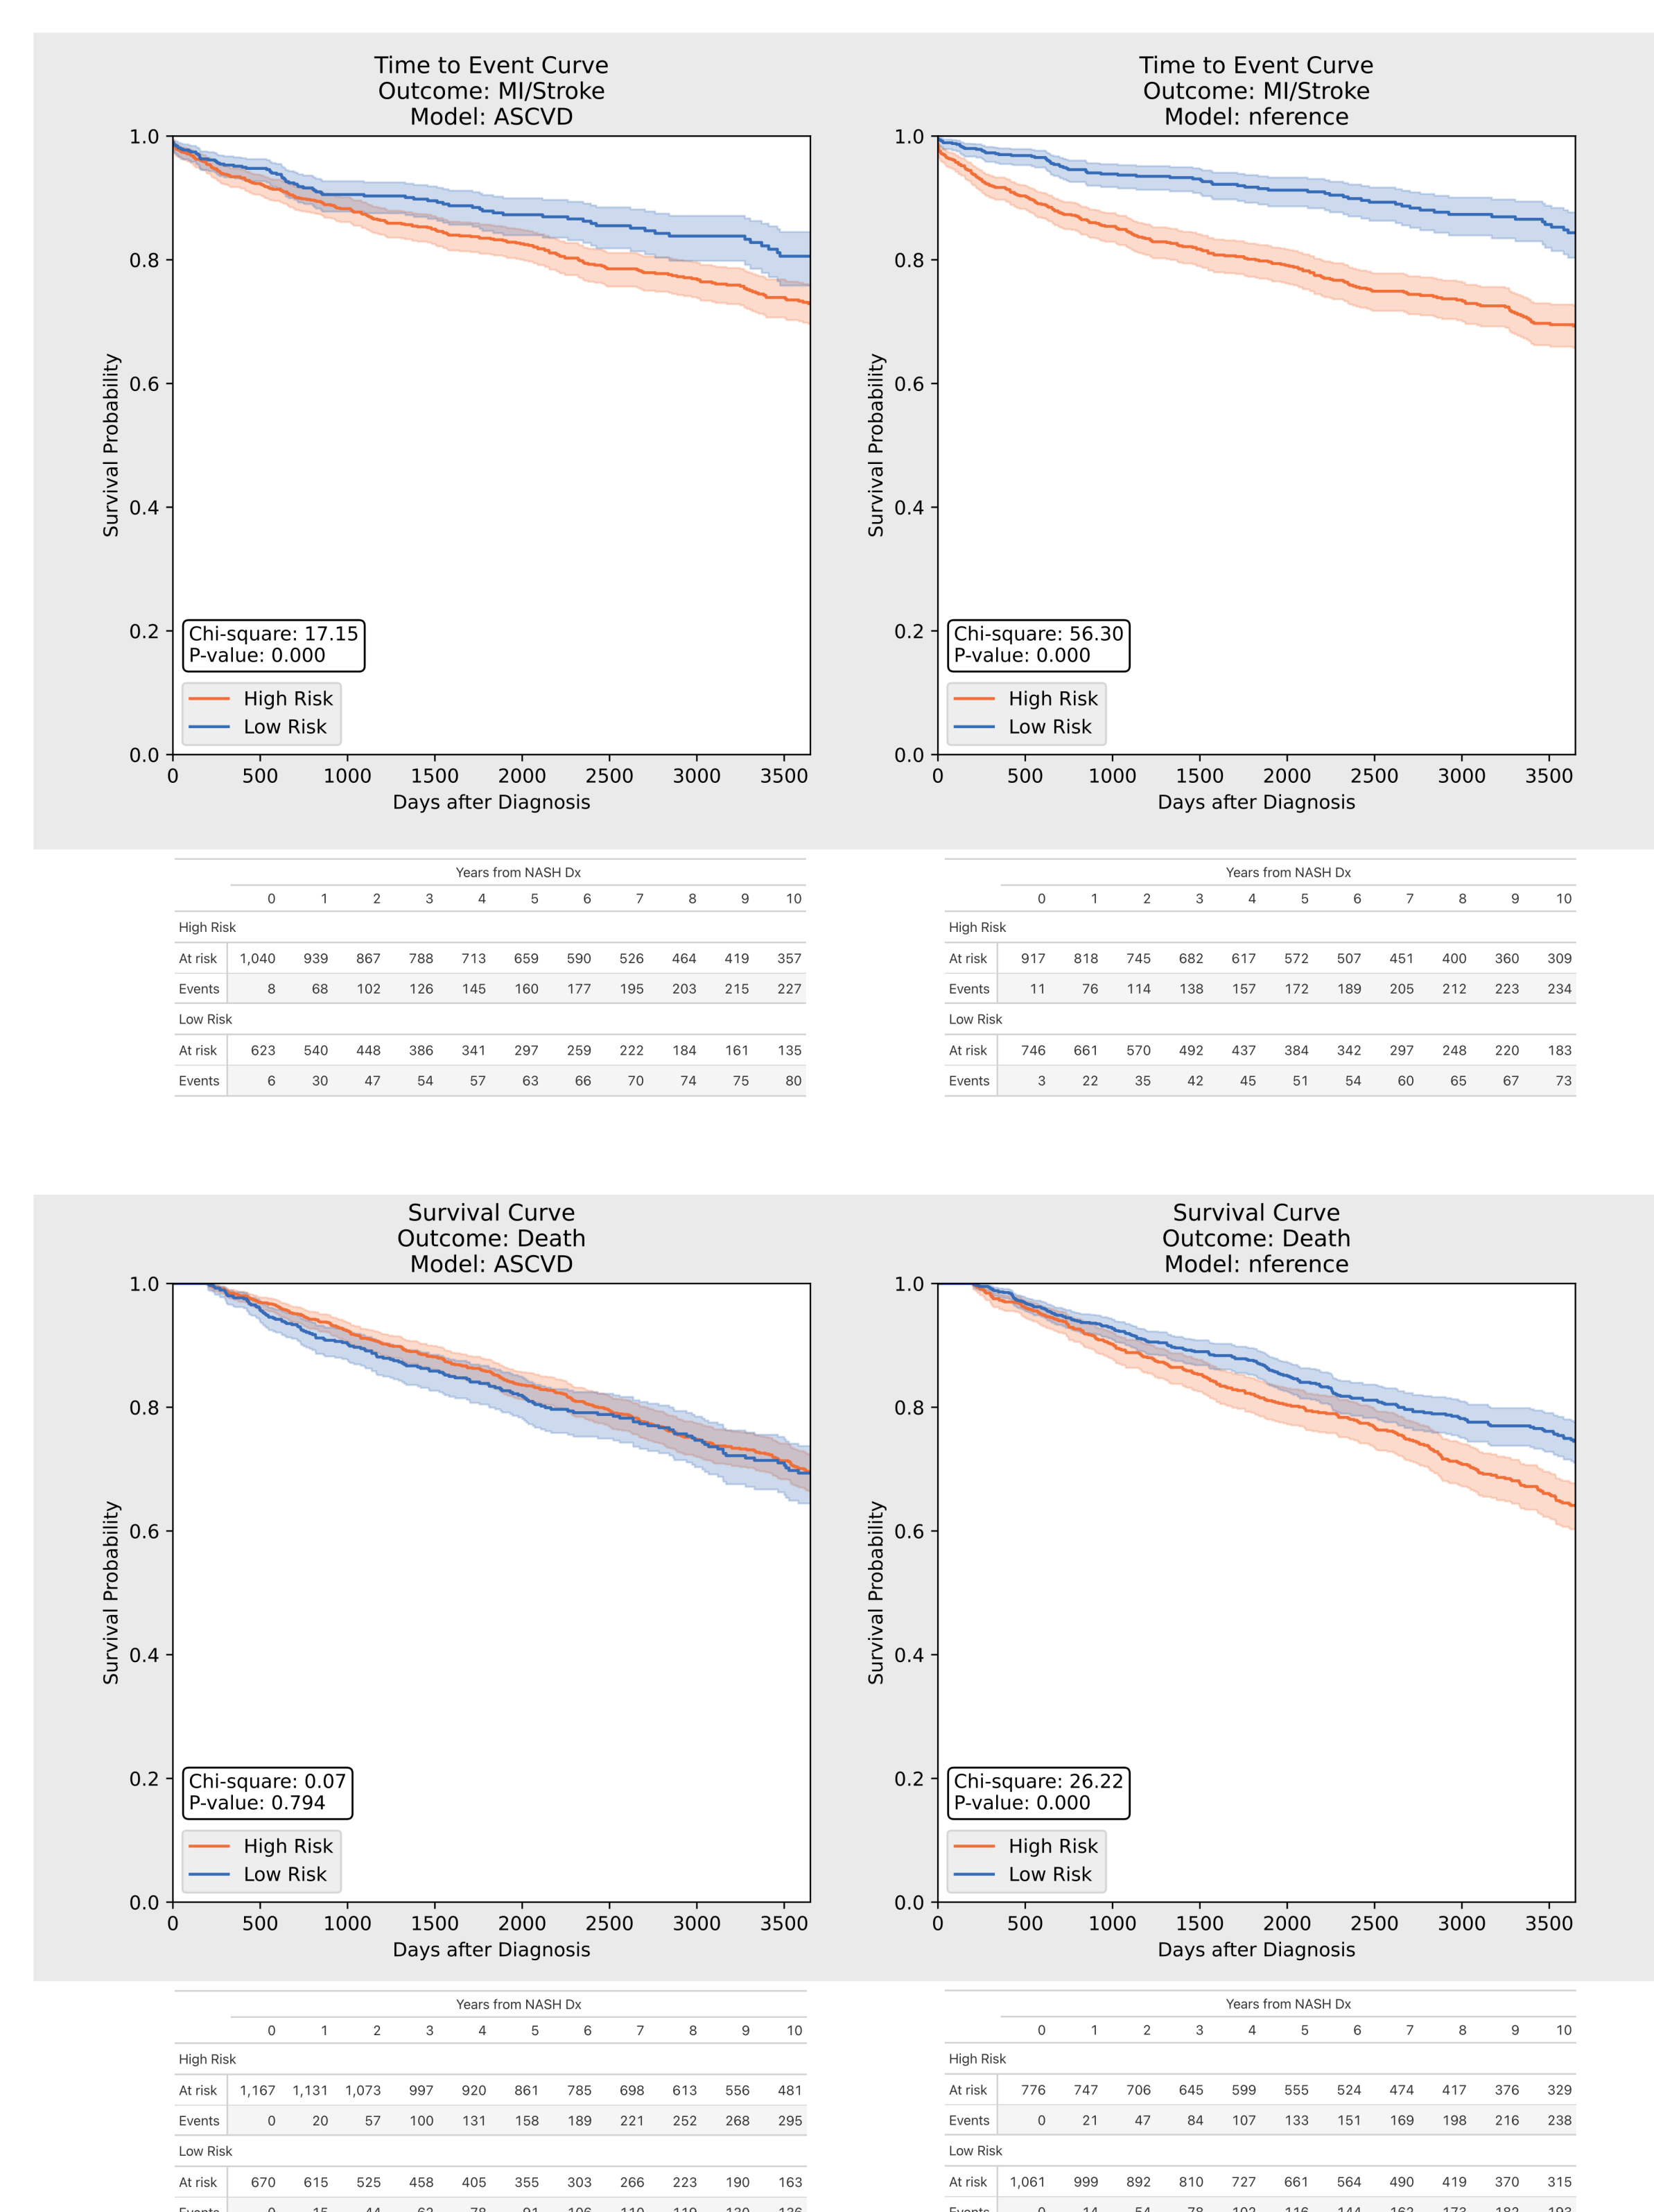 Time to Event Curve
Outcome: MI/Stroke
Model: ASCVD
1.0
0.8
0.6
0.4
0.2
0.0
Survival Probability
Chi-square: 17.15
P-value: 0.000
High Risk
Low Risk
0 500 1000 1500 2000 2500 3000 3500
Days after Diagnosis
Time to Event Curve
Outcome: MI/Stroke
Model: nference
1.0
0.8
0.6
0.4
0.2
0.0
Survival Probability
Chi-square: 56.30
P-value: 0.000
High Risk
Low Risk
0 500 1000 1500 2000 2500 3000 3500
Days after Diagnosis
Years from NASH Dx
0 1 2 3 4 5 6 7 8 9 10
High Risk
At risk 1,040 939 867 788 713 659 590 526 464 419 357
Events 8 68 102 126 145 160 177 195 203 215 227
Low Risk
At risk 623 540 448 386 341 297 259 222 184 161 135
Events 6 30 47 54 57 63 66 70 74 75 80
Years from NASH Dx
0 1 2 3 4 5 6 7 8 9 10
High Risk
At risk 917 818 745 682 617 572 507 451 400 360 309
Events 11 76 114 138 157 172 189 205 212 223 234
Low Risk
At risk 746 661 570 492 437 384 342 297 248 220 183
Events 3 22 35 42 45 51 54 60 65 67 73
Survival Curve
Outcome: Death
Model: ASCVD
1.0
0.8
0.6
0.4
0.2
0.0
Survival Probability
Chi-square: 0.07
P-value: 0.794
High Risk
Low Risk
0 500 1000 1500 2000 2500 3000 3500
Days after Diagnosis
Survival Curve
Outcome: Death
Model: nference
1.0
0.8
0.6
0.4
0.2
0.0
Survival Probability
Chi-square: 26.22
P-value: 0.000
High Risk
Low Risk
0 500 1000 1500 2000 2500 3000 3500
Days after Diagnosis
Years from NASH Dx
0 1 2 3 4 5 6 7 8 9 10
High Risk
At risk 1,167 1,131 1,073 997 920 861 785 698 613 556 481
Events 0 20 57 100 131 158 189 221 252 268 295
Low Risk
At risk 670 615 525 458 405 355 303 266 223 190 163
Events
Years from NASH Dx
0 1 2 3 4 5 6 7 8 9 10
High Risk
At risk 776 747 706 645 599 555 524 474 417 376 329
Events 0 21 47 84 107 133 151 169 198 216 238
Low Risk
At risk 1,061 999 892 810 727 661 564 490 419 370 315
Events